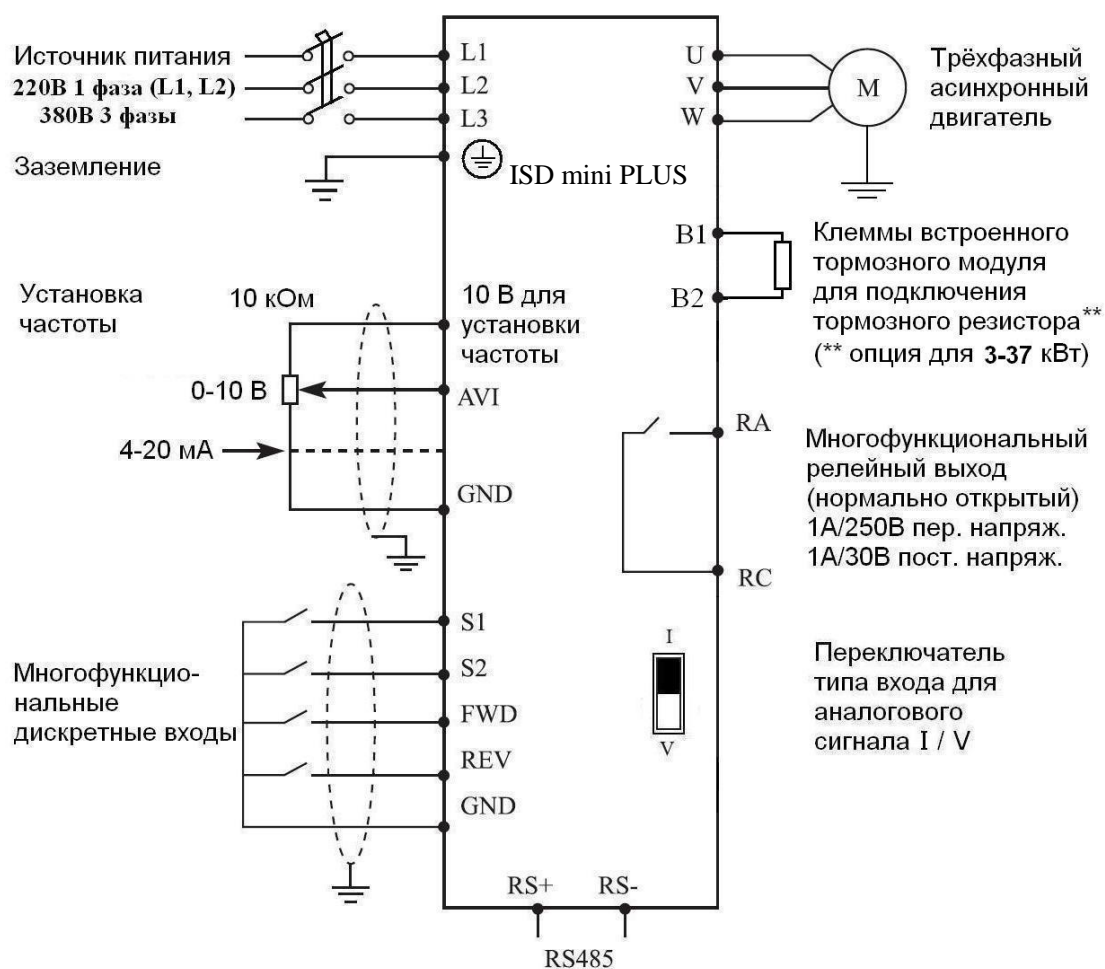 Источник питания
220В 1 фаза (L1, L2)
380В 3 фазы
Заземление
L1
L2
L3
ISD mini PLUS
U
V
W
M
Трёхфазный
асинхронный
двигатель
B1
B2
Клеммы встроенного
тормозного модуля
для подключения
тормозного резистора**
(** опция для 3-37 кВт)
Установка
частоты
10 кОм
0-10 В
4-20 мА
10 В для
установки
частоты
AVI
GND
RA
RC
Многофункциональный
релейный выход
(нормально открытый)
1А/250В пер. напряж.
1А/30В пост. напряж.
Многофункцио-
нальные
дискретные входы
S1
S2
FWD
REV
GND
I
V
Переключатель
типа входа для
аналогового
сигнала I / V
RS+
RS-
RS485